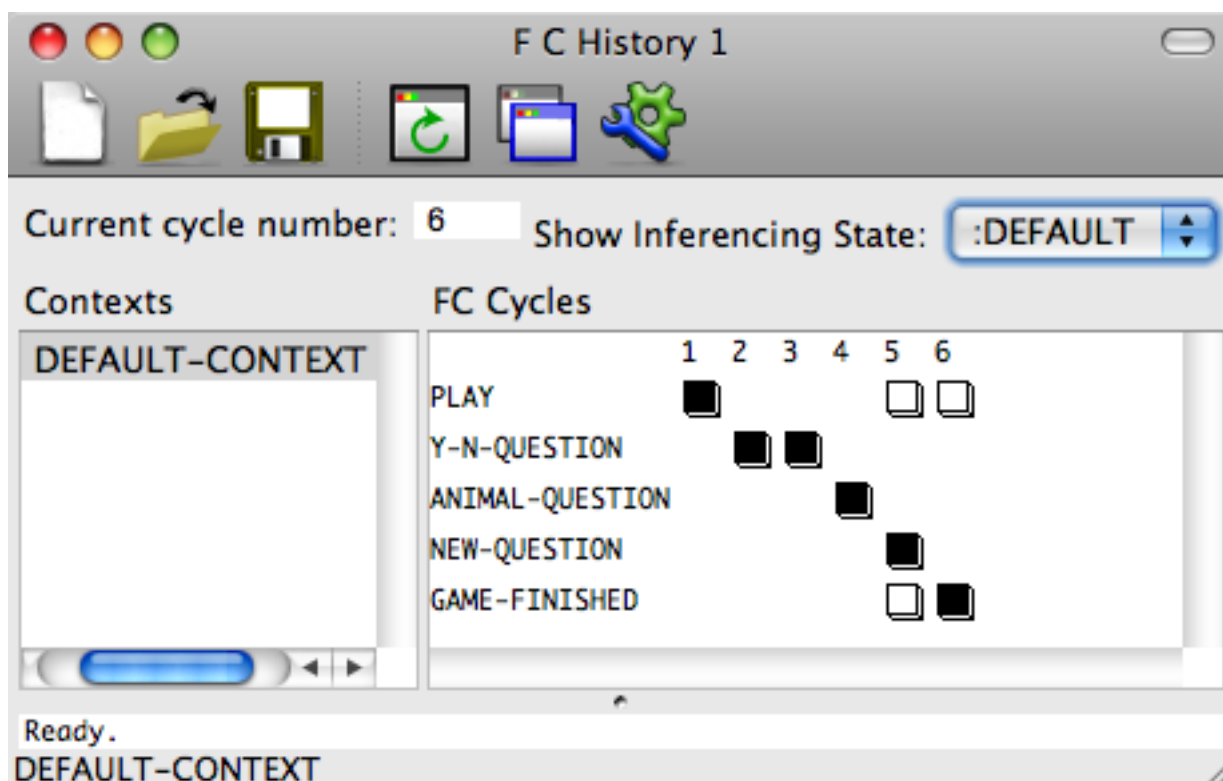 F C History 1
Current cycle number: 6 Show Inferencing State: :DEFAULT
Contexts
FC Cycles
DEFAULT-CONTEXT
1 2 3 4 5 6
PLAY
Y-N-QUESTION
ANIMAL-QUESTION
NEW-QUESTION
GAME-FINISHED
Ready.
DEFAULT-CONTEXT